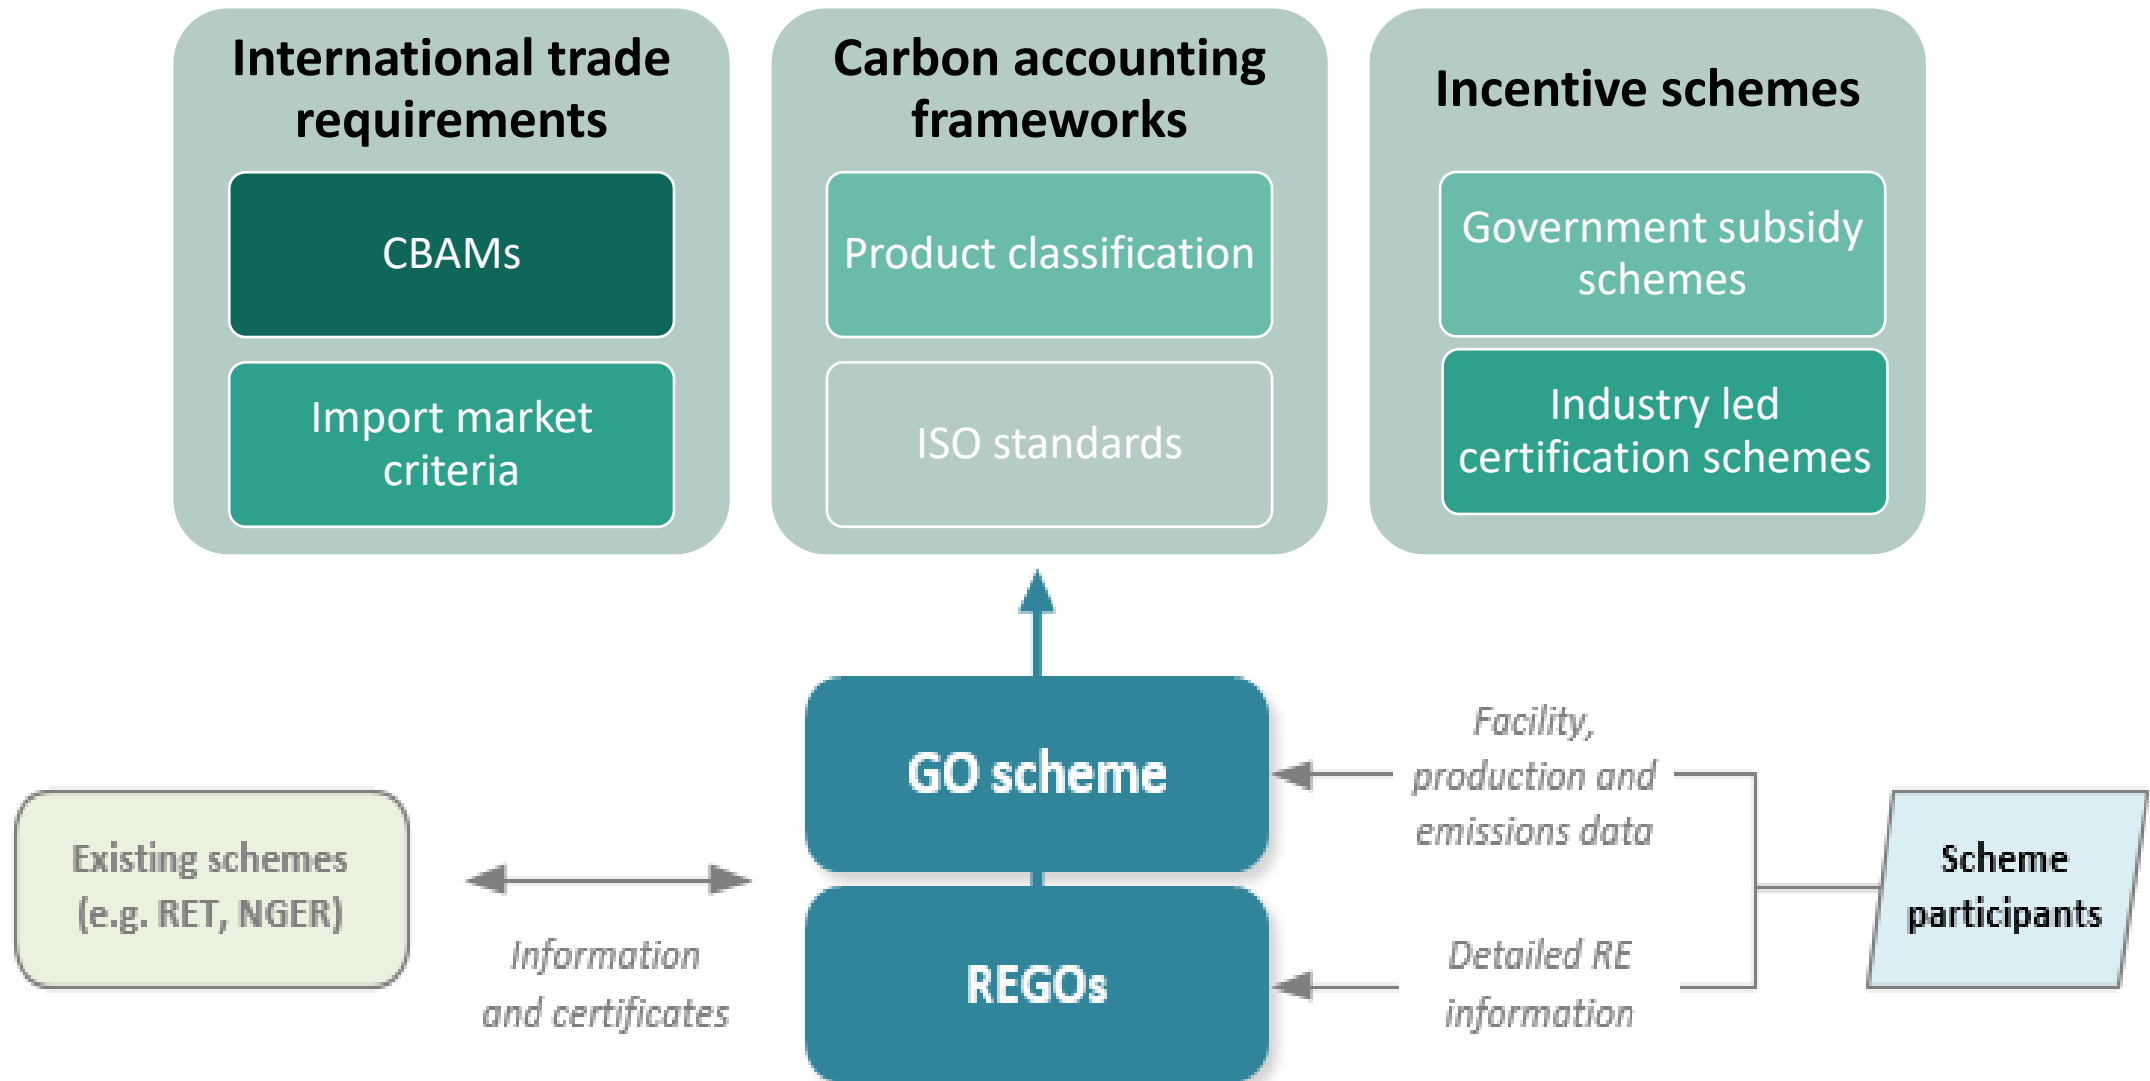 International trade
requirements
CBAMs
Import market
criteria
Carbon accounting
frameworks
Product classification
ISO standards
Incentive schemes
Government subsidy
schemes
Industry led
certification schemes
GO scheme
REGOs
Existing schemes
(e.g. RET, NGER)
Information
and certificates
Facility,
production and
emissions data
Detailed RE
information
Scheme
participants